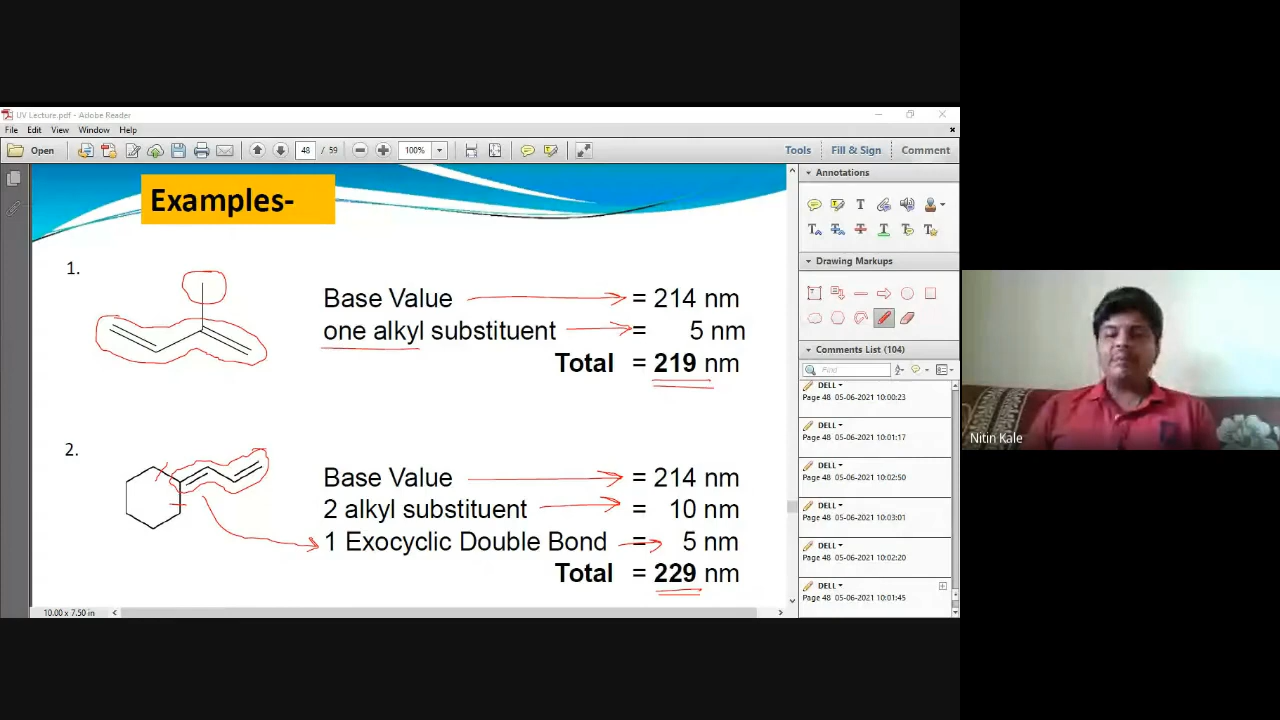 UV Lecture.pdf - Adobe Reader
File Edit View Window Help
Open 48 / 59 100% Tools Fill & Sign Comment
Examples-
1.
Base Value = 214 nm
one alkyl substituent = 5 nm
Total = 219 nm
2.
Base Value = 214 nm
2 alkyl substituent = 10 nm
1 Exocyclic Double Bond = 5 nm
Total = 229 nm
10.00 x 7.50 in
Annotations
Drawing Markups
Comments List (104)
Find
DELL
Page 48 05-06-2021 10:00:23
DELL
Page 48 05-06-2021 10:01:17
DELL
Page 48 05-06-2021 10:02:50
DELL
Page 48 05-06-2021 10:03:01
DELL
Page 48 05-06-2021 10:02:20
DELL
Page 48 05-06-2021 10:01:45
Nitin Kale